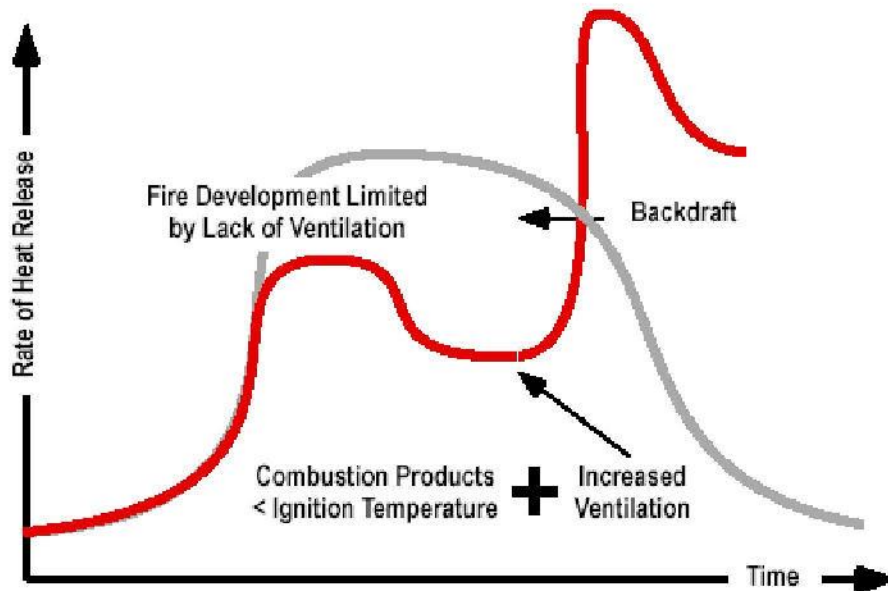 Rate of Heat Release
Fire Development Limited
by Lack of Ventilation
Backdraft
Combustion Products
< Ignition Temperature
+
Increased
Ventilation
Time